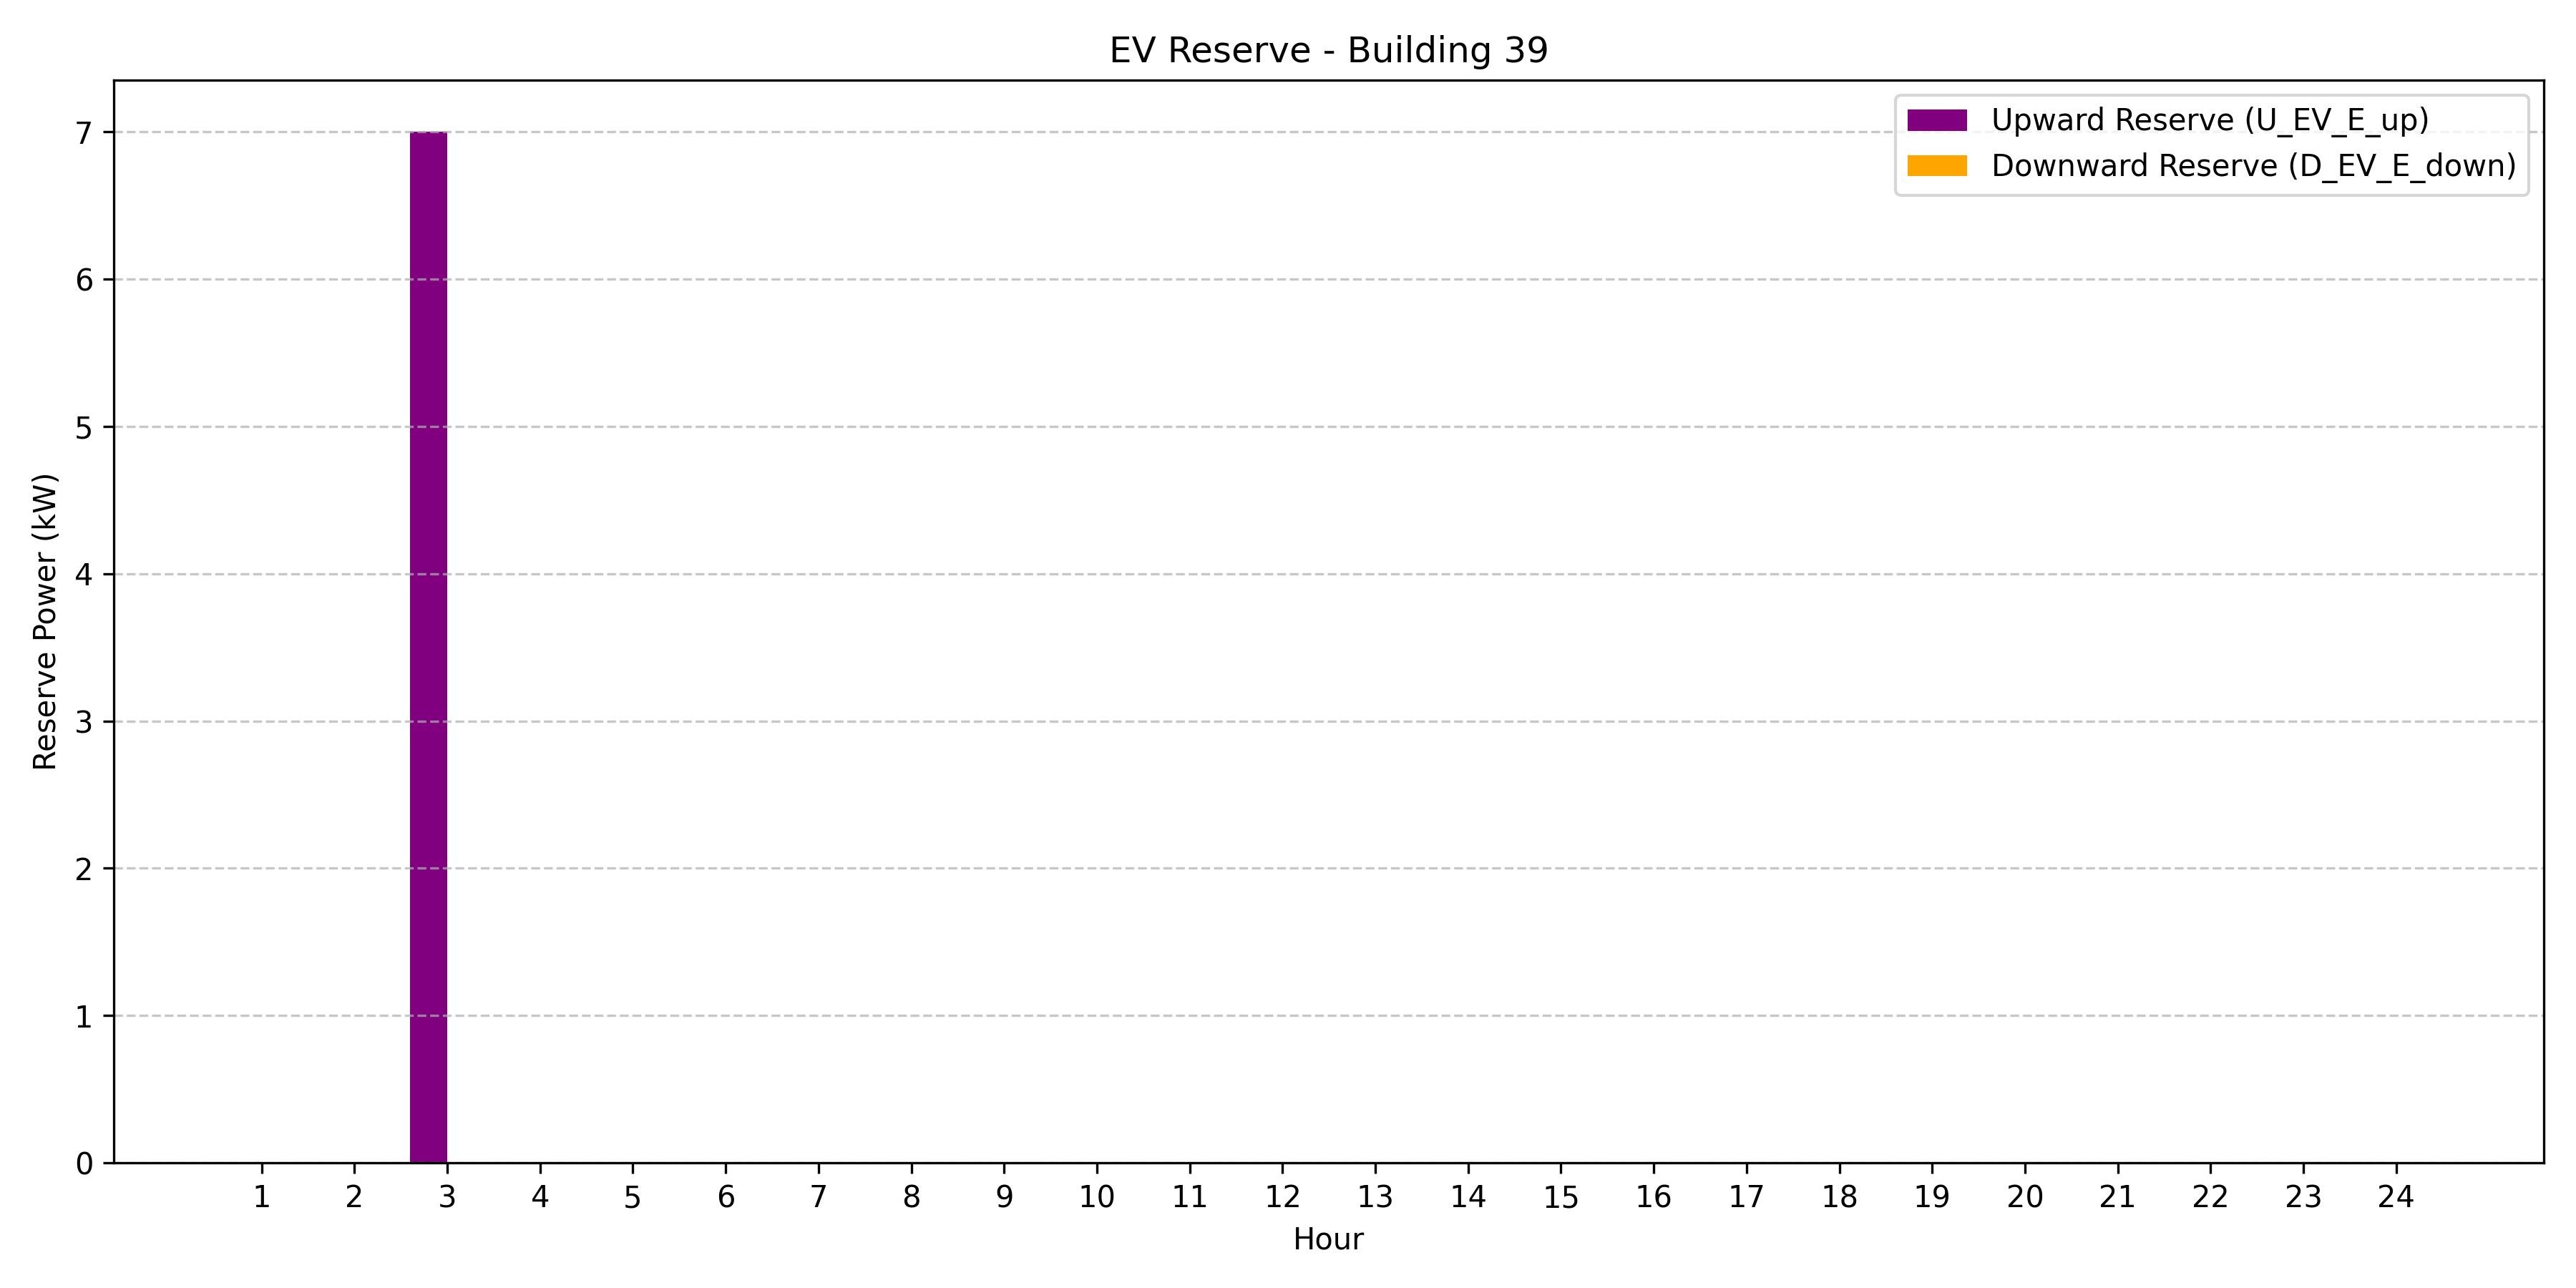 EV Reserve - Building 39
Upward Reserve (U_EV_E_up)
Downward Reserve (D_EV_E_down)
Reserve Power (kW)
7
6
5
4
3
2
1
0
1 2 3 4 5 6 7 8 9 10 11 12 13 14 15 16 17 18 19 20 21 22 23 24
Hour